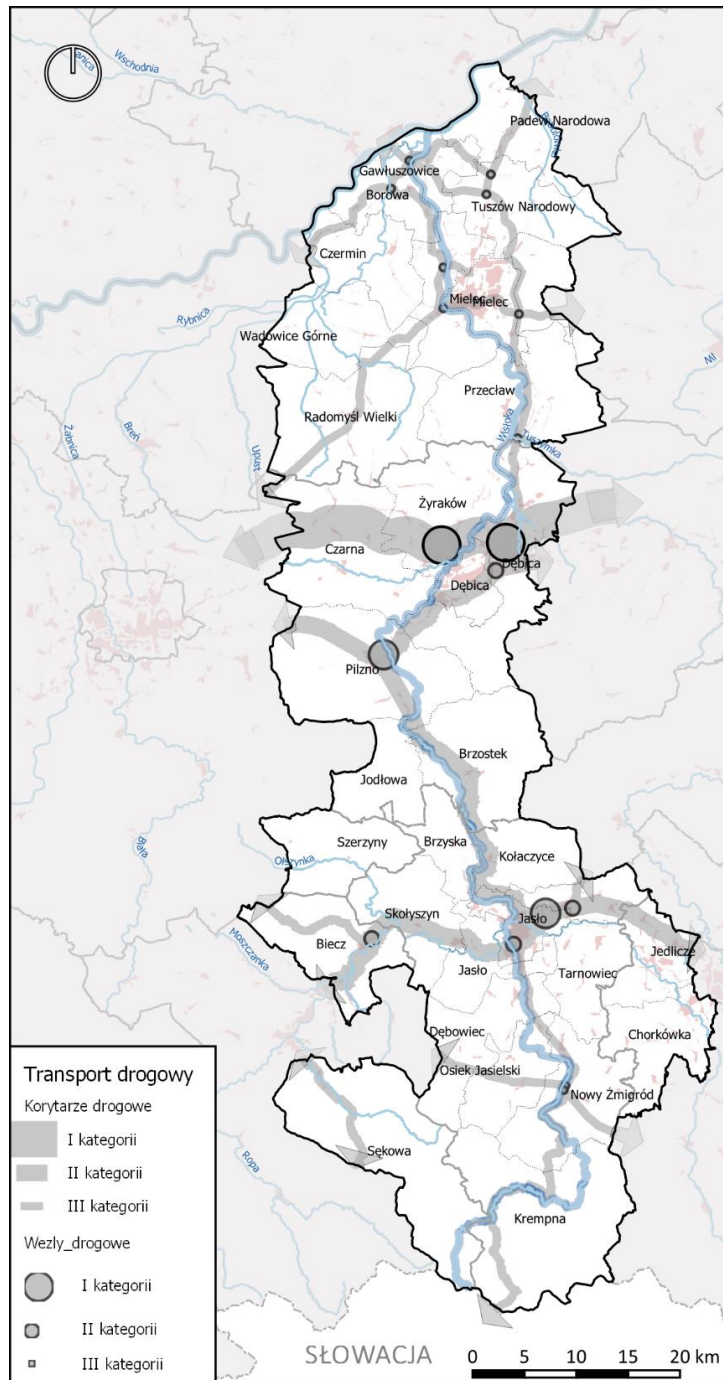 Wschodnia
Padew Narodowa
Gawłuszowice
Borowa
Tuszów Narodowy
Czermin
Rybnica
Mielec
Mielec
Wadowice Górne
Przecław
Radomyśl Wielki
Żabnica
Breń
Upust
Wisłoka
Tuszymka
Żyraków
Czarna
Dębica
Dębica
Pilzno
Brzostek
Jodłowa
Biała
Szerzyny
Brzyska
Kołaczyce
Olszynka
Skołyszyn
Jasło
Biecz
Moszczanka
Jasło
Jedlicze
Tarnowiec
Dębowiec
Chorkówka
Osiek Jasielski
Nowy Żmigród
Sękowa
Ropa
Krempna
SŁOWACJA
Transport drogowy
Korytarze drogowe
I kategorii
II kategorii
III kategorii
Wezly_drogowe
I kategorii
II kategorii
III kategorii
0 5 10 15 20 km